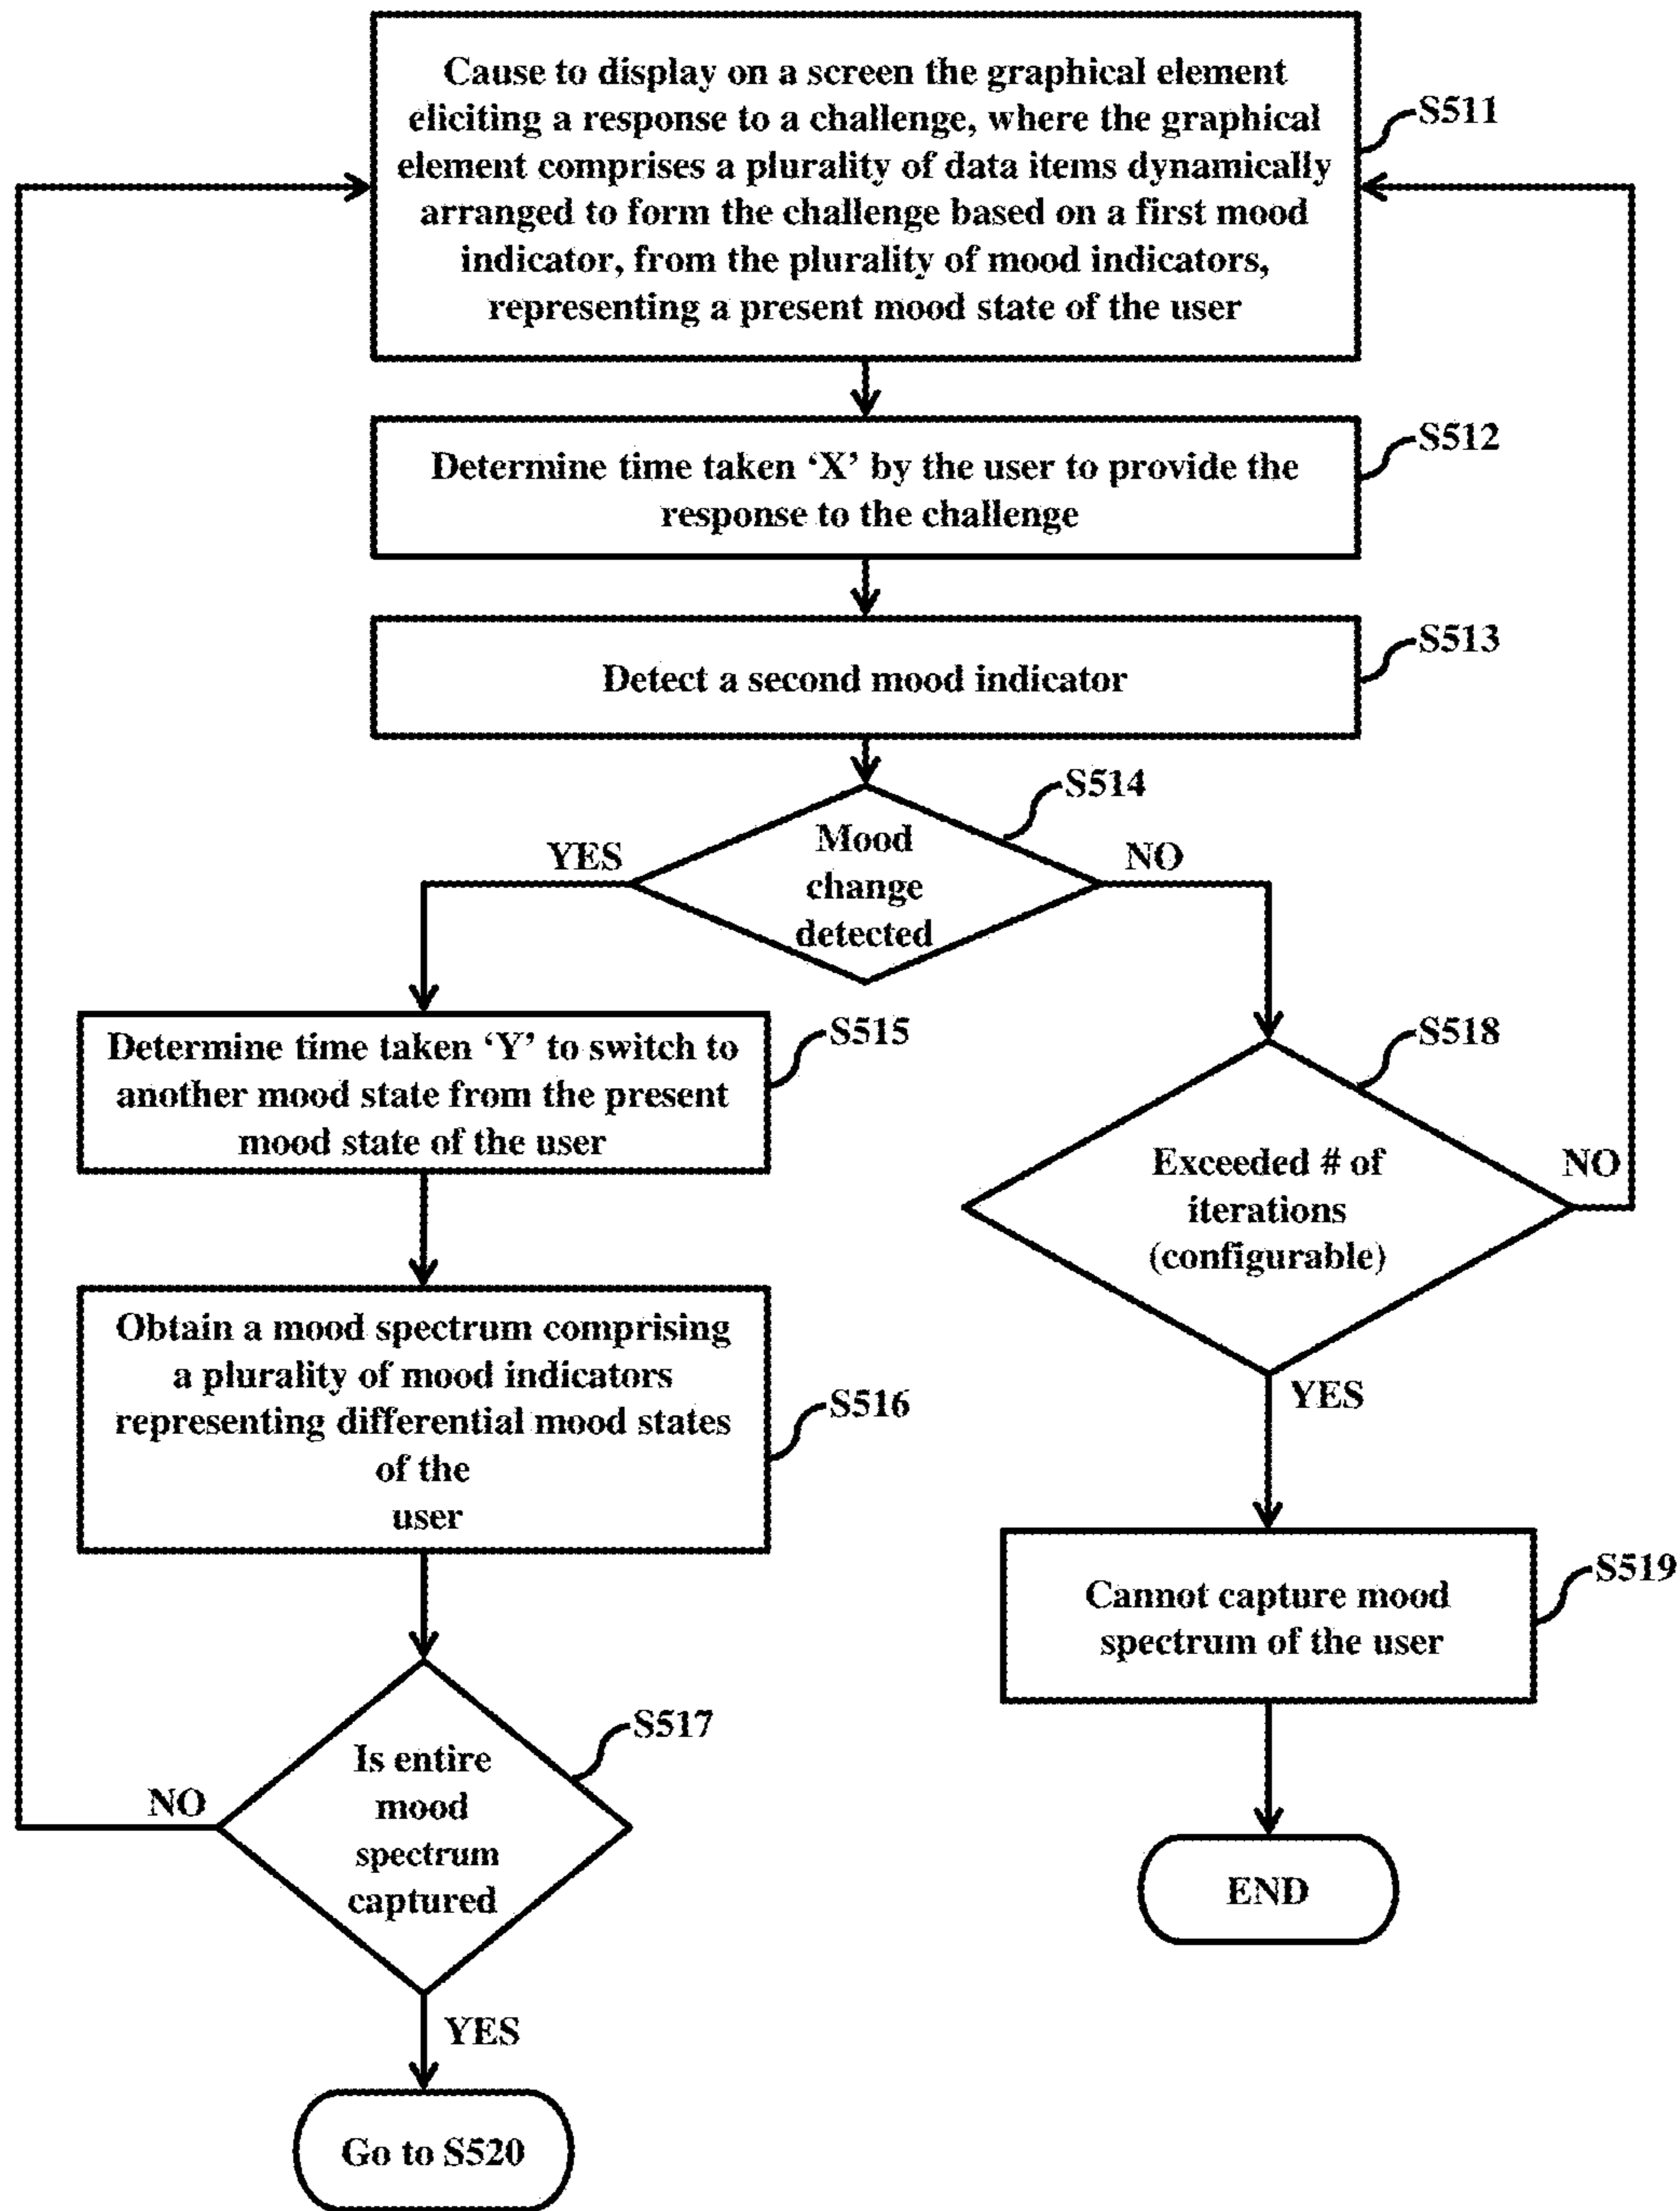 Cause to display on a screen the graphical element
eliciting a response to a challenge, where the graphical
element comprises a plurality of data items dynamically
arranged to form the challenge based on a first mood
indicator, from the plurality of mood indicators,
representing a present mood state of the user
S511
Determine time taken ‘X’ by the user to provide the
response to the challenge
S512
Detect a second mood indicator
S513
Mood
change
detected
S514
YES
NO
Determine time taken ‘Y’ to switch to
another mood state from the present
mood state of the user
S515
Exceeded # of
iterations
(configurable)
S518
NO
YES
Obtain a mood spectrum comprising
a plurality of mood indicators
representing differential mood states
of the
user
S516
Cannot capture mood
spectrum of the user
S519
Is entire
mood
spectrum
captured
S517
NO
YES
END
Go to S520